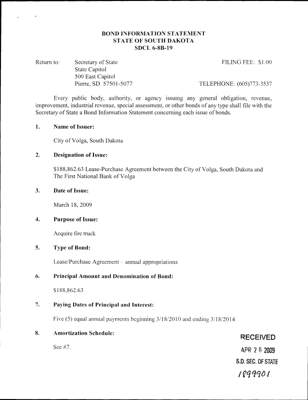 BOND INFORMATION STATEMENT
STATE OF SOUTH DAKOTA
SDCL 6-8B-19
Return to: Secretary of State FILING FEE: $1.00
State Capitol
500 East Capitol
Pierre, SD 57501-5077 TELEPHONE: (605)773-3537
Every public body, authority, or agency issuing any general obligation, revenue,
improvement, industrial revenue, special assessment, or other bonds of any type shall file with the
Secretary of State a Bond Information Statement concerning each issue of bonds.
1. Name of Issuer:
City of Volga, South Dakota
2. Designation of Issue:
$188,862.63 Lease-Purchase Agreement between the City of Volga, South Dakota and
The First National Bank of Volga
3. Date of Issue:
March 18, 2009
4. Purpose of Issue:
Acquire fire truck
5. Type of Bond:
Lease/Purchase Agreement - annual appropriations
6. Principal Amount and Denomination of Bond:
$188,862.63
7. Paying Dates of Principal and Interest:
Five (5) equal annual payments beginning 3/18/2010 and ending 3/18/2014
8. Amortization Schedule:
See #7.
RECEIVED
APR 2 2009
S.D. SEC. OF STATE
1899901